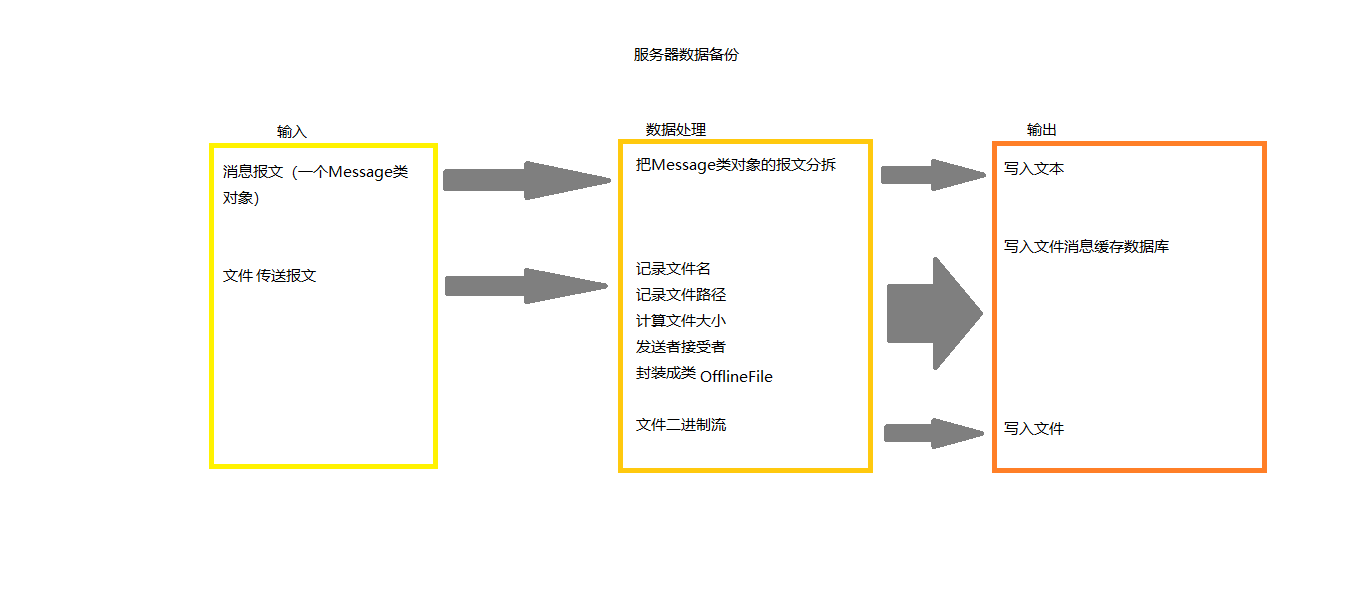 服务器数据备份
输入
数据处理
输出
消息报文（一个Message类
对象）
文件 传送报文
把Message类对象的报文分拆
记录文件名
记录文件路径
计算文件大小
发送者接受者
封装成类 OfflineFile
文件二进制流
写入文本
写入文件消息缓存数据库
写入文件